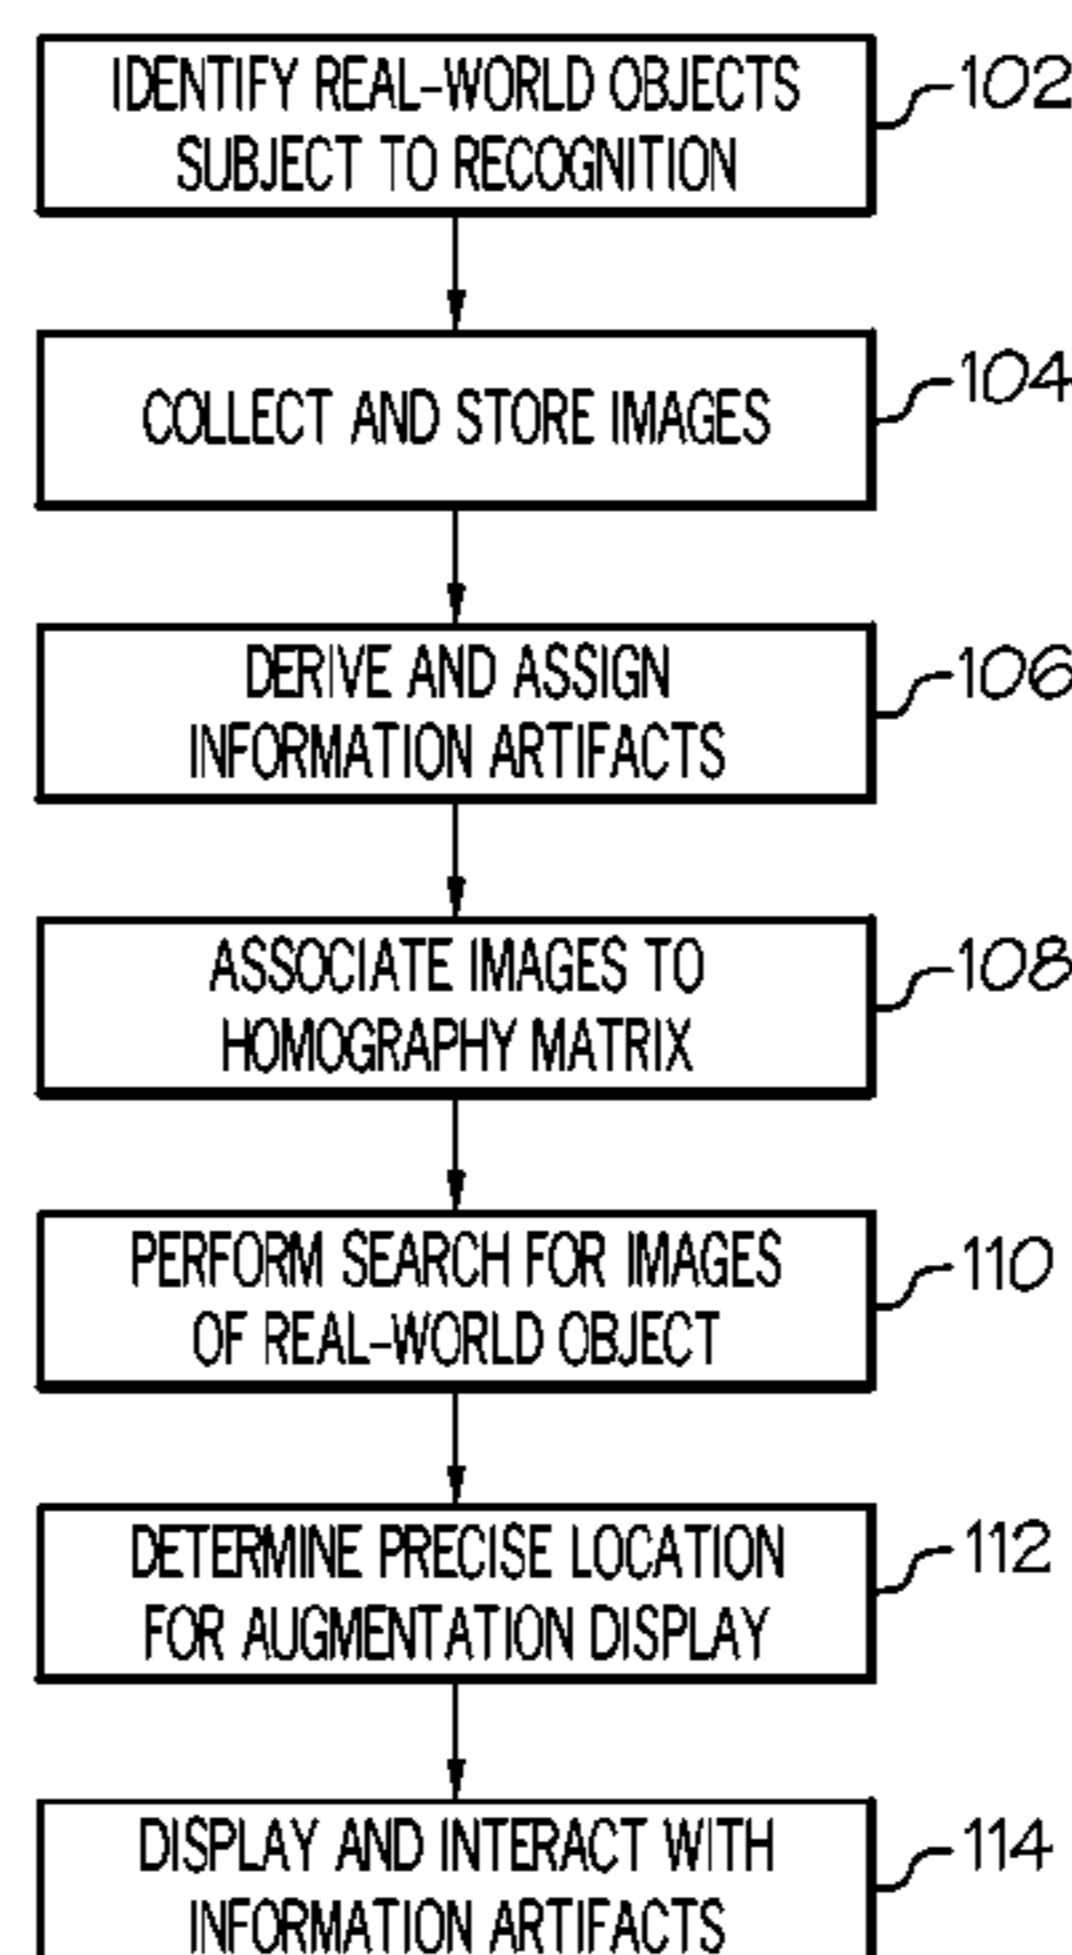 IDENTIFY REAL-WORLD OBJECTS
SUBJECT TO RECOGNITION
102
COLLECT AND STORE IMAGES
104
DERIVE AND ASSIGN
INFORMATION ARTIFACTS
106
ASSOCIATE IMAGES TO
HOMOGRAPHY MATRIX
108
PERFORM SEARCH FOR IMAGES
OF REAL-WORLD OBJECT
110
DETERMINE PRECISE LOCATION
FOR AUGMENTATION DISPLAY
112
DISPLAY AND INTERACT WITH
INFORMATION ARTIFACTS
114